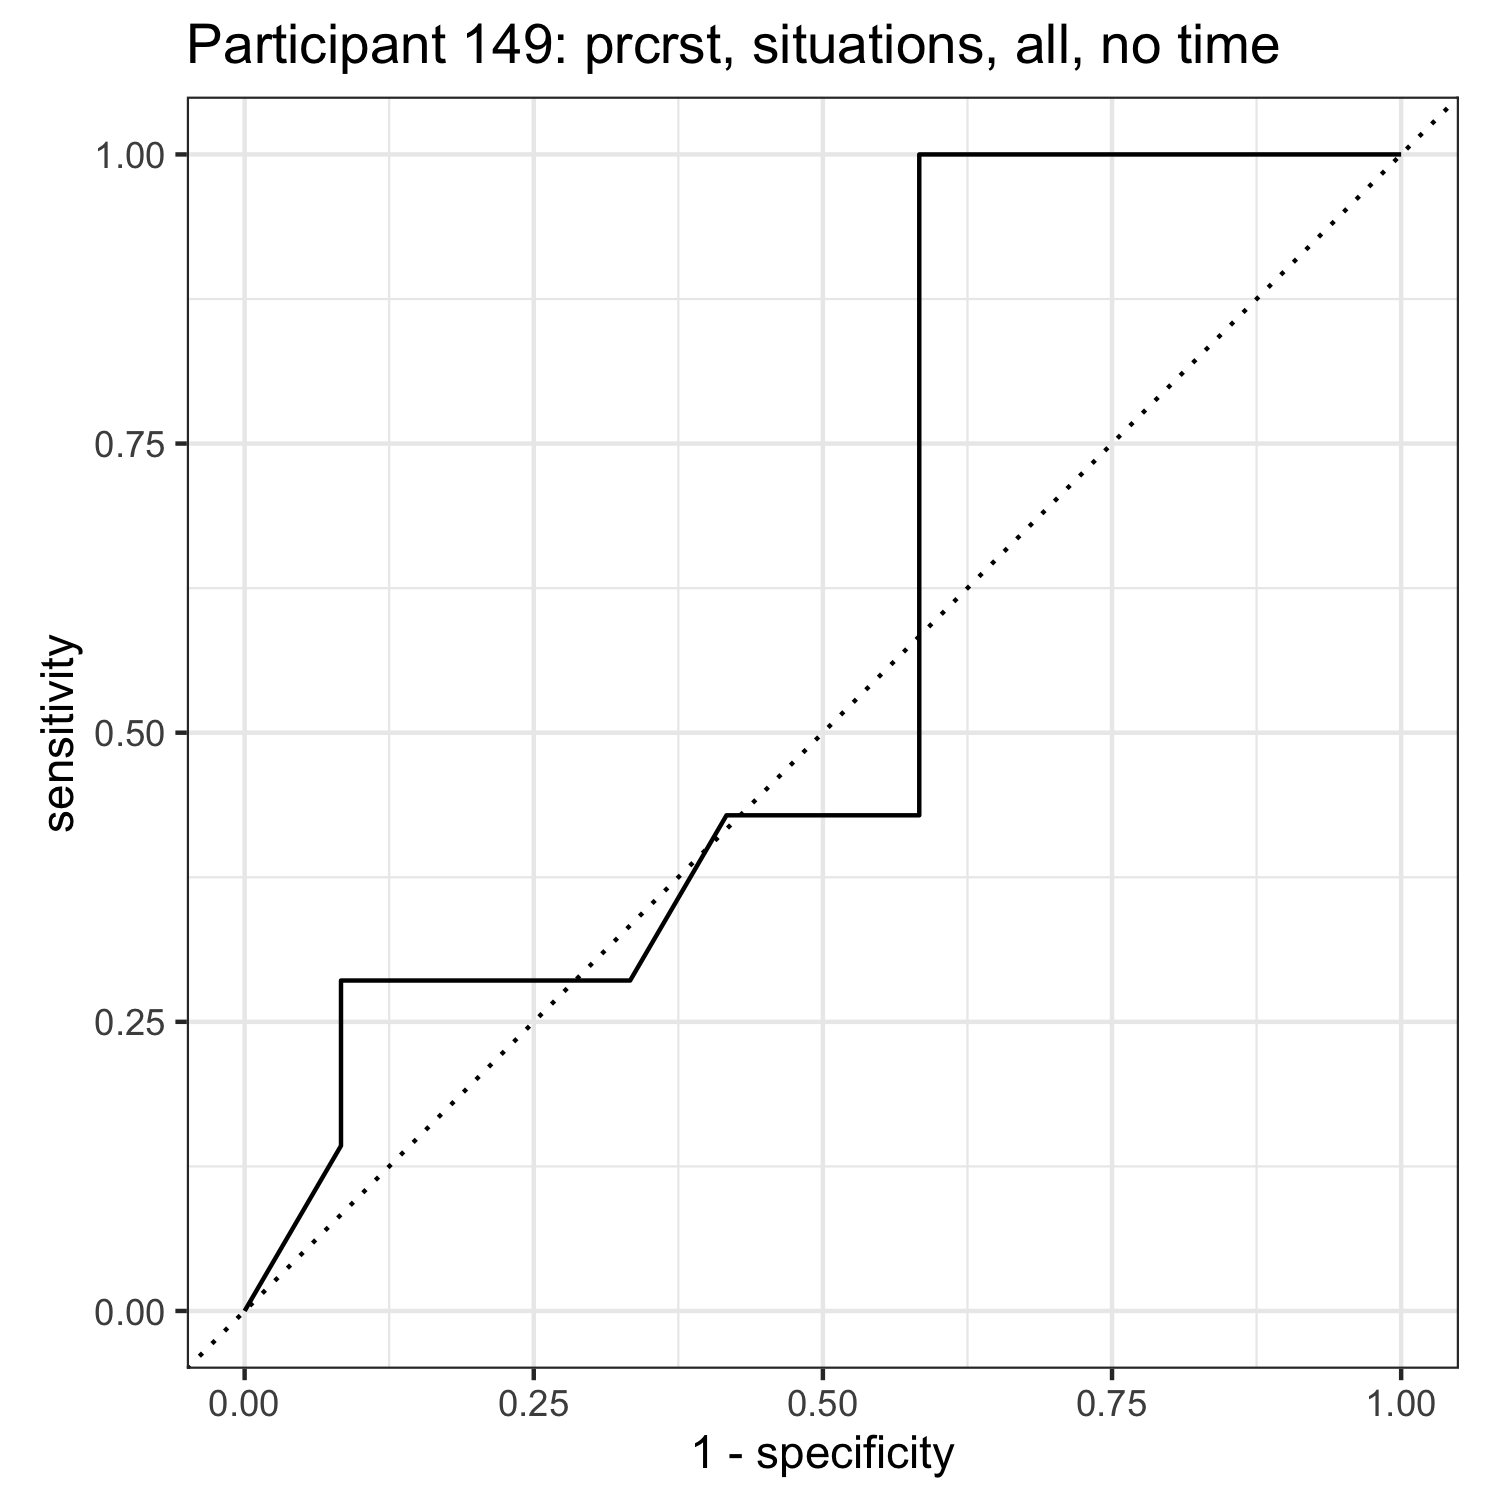 Participant 149: prcrst, situations, all, no time
1.00
0.75
0.50
0.25
0.00
sensitivity
0.00 0.25 0.50 0.75 1.00
1 - specificity